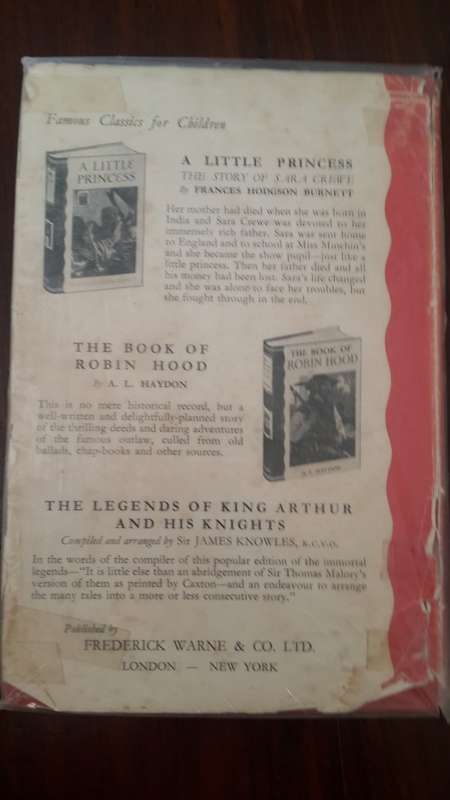 Famous Classics for Children
A LITTLE
PRINCESS
A LITTLE PRINCESS
THE STORY OF SARA CREWE
By FRANCES HODGSON BURNETT
Her mother had died when she was born in
India and Sara Crewe was devoted to her
immensely rich father. Sara was sent home
to England and to school at Miss Minchin's
and she became the show pupil—just like a
little princess. Then her father died and all
his money had been lost. Sara's life changed
and she was alone to face her troubles, but
she fought through in the end.
THE BOOK OF
ROBIN HOOD
By A. L. HAYDON
This is no mere historical record, but a
well-written and delightfully-planned story
of the thrilling deeds and daring adventures
of the famous outlaw, culled from old
ballads, chap-books and other sources.
THE BOOK OF
ROBIN HOOD
A. L. HAYDON
THE LEGENDS OF KING ARTHUR
AND HIS KNIGHTS
Compiled and arranged by Sir JAMES KNOWLES, K.C.V.O.
In the words of the compiler of this popular edition of the immortal
legends—"It is little else than an abridgement of Sir Thomas Malory's
version of them as printed by Caxton—and an endeavour to arrange
the many tales into a more or less consecutive story."
Published by
FREDERICK WARNE & CO. LTD.
LONDON — NEW YORK